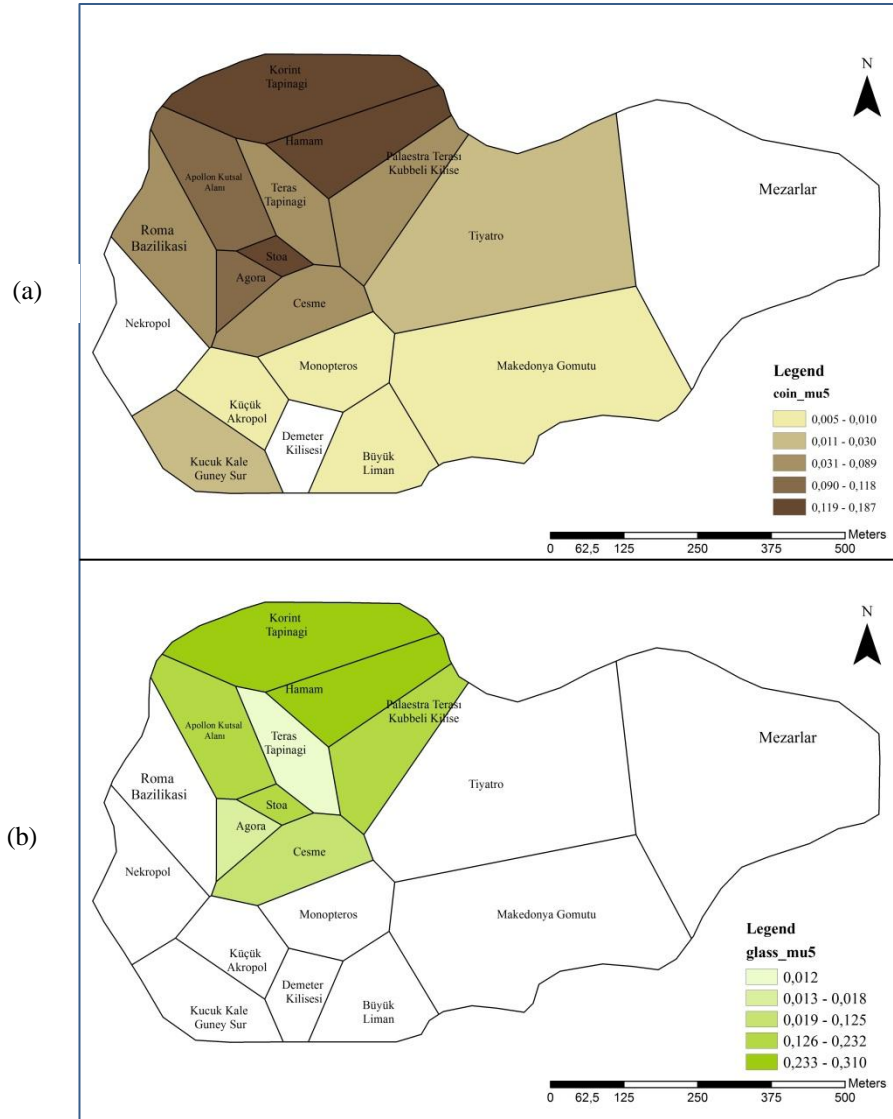 (a)
Korint
Tapinagi
N
Hamam
Palaestra Terası
Kubbeli Kilise
Apollon Kutsal
Alanı
Teras
Tapinagi
Mezarlar
Roma
Bazilikasi
Tiyatro
Stoa
Agora
Cesme
Nekropol
Monopteros
Makedonya Gomutu
Küçük
Akropol
Demeter
Kilisesi
Büyük
Liman
Kucuk Kale
Guney Sur
Legend
coin_mu5
0,005 - 0,010
0,011 - 0,030
0,031 - 0,089
0,090 - 0,118
0,119 - 0,187
Meters
0 62,5 125 250 375 500
(b)
Korint
Tapinagi
N
Hamam
Palaestra Terası
Kubbeli Kilise
Apollon Kutsal
Alanı
Teras
Tapinagi
Mezarlar
Roma
Bazilikasi
Tiyatro
Stoa
Agora
Cesme
Nekropol
Monopteros
Makedonya Gomutu
Küçük
Akropol
Demeter
Kilisesi
Büyük
Liman
Kucuk Kale
Guney Sur
Legend
glass_mu5
0,012
0,013 - 0,018
0,019 - 0,125
0,126 - 0,232
0,233 - 0,310
Meters
0 62,5 125 250 375 500